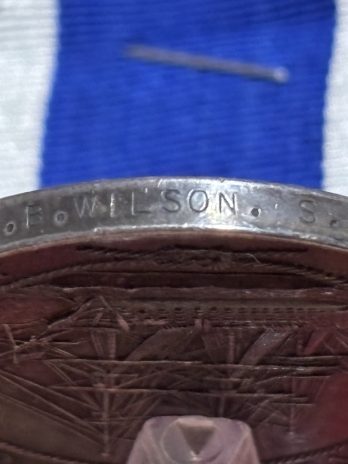 . F. WILSON. S.